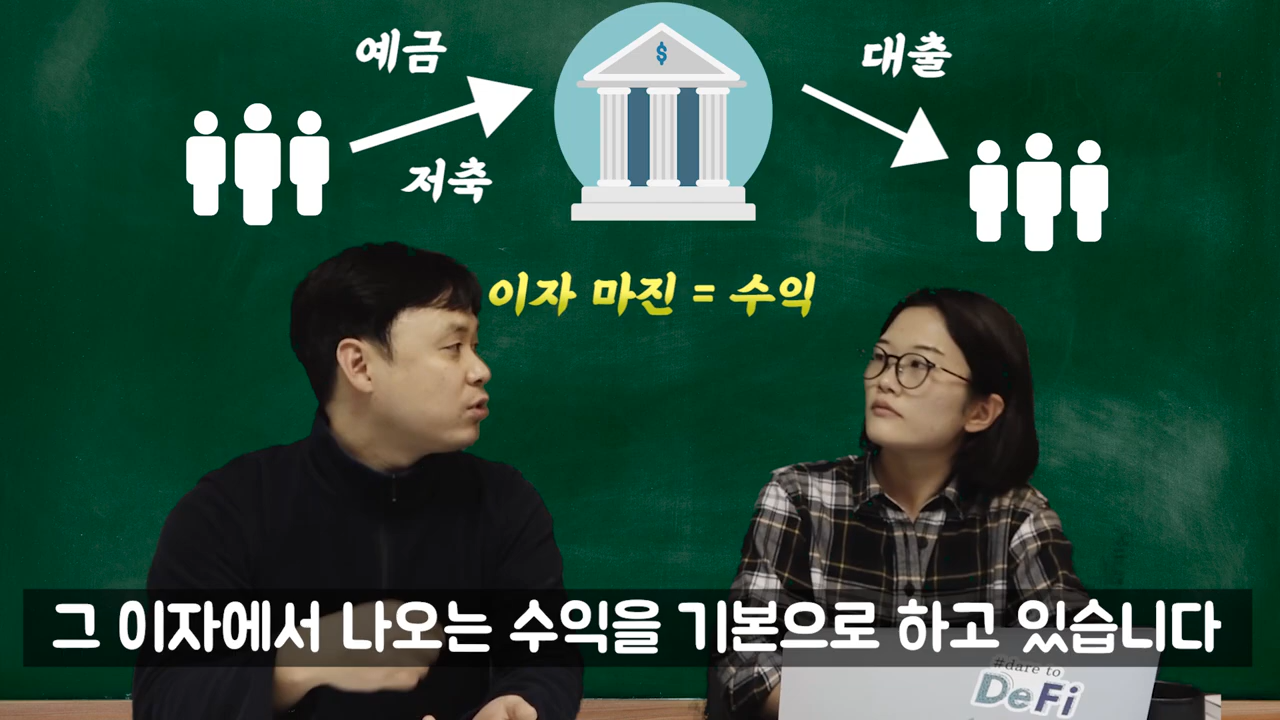 예금
대출
저축
$
이자 마진 = 수익
그 이자에서 나오는 수익을 기본으로 하고 있습니다
#dare to
DeFi